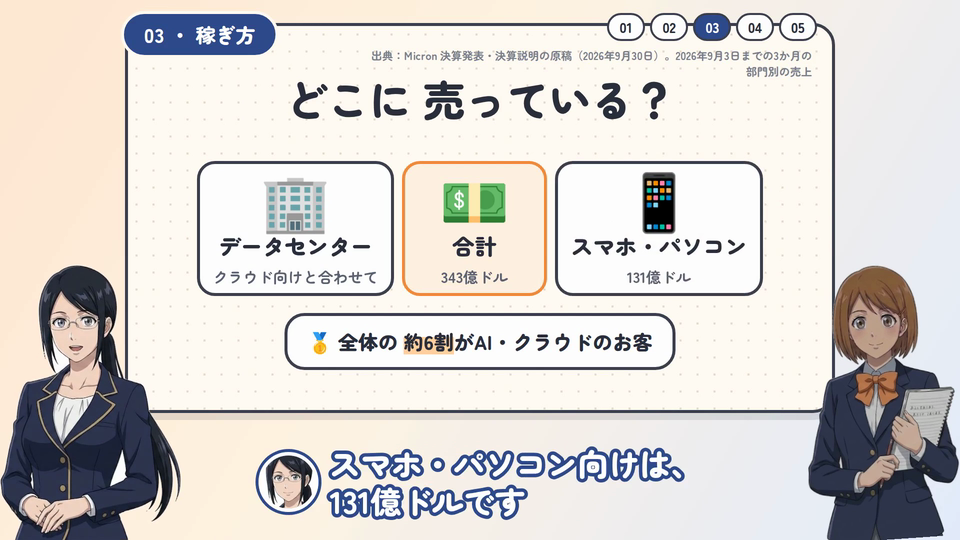 03 ・ 稼ぎ方
01 02 03 04 05
出典：Micron 決算発表・決算説明の原稿（2026年9月30日）。2026年9月3日までの3か月の
部門別の売上
どこに 売っている？
データセンター
クラウド向けと合わせて
合計
343億ドル
スマホ・パソコン
131億ドル
全体の 約6割がAI・クラウドのお客
スマホ・パソコン向けは、
131億ドルです